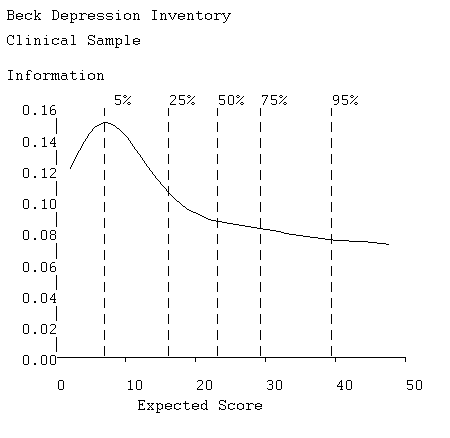 Beck Depression Inventory
Clinical Sample
Information
5% 25% 50% 75% 95%
0.16
0.14
0.12
0.10
0.08
0.06
0.04
0.02
0.00
0 10 20 30 40 50
Expected Score